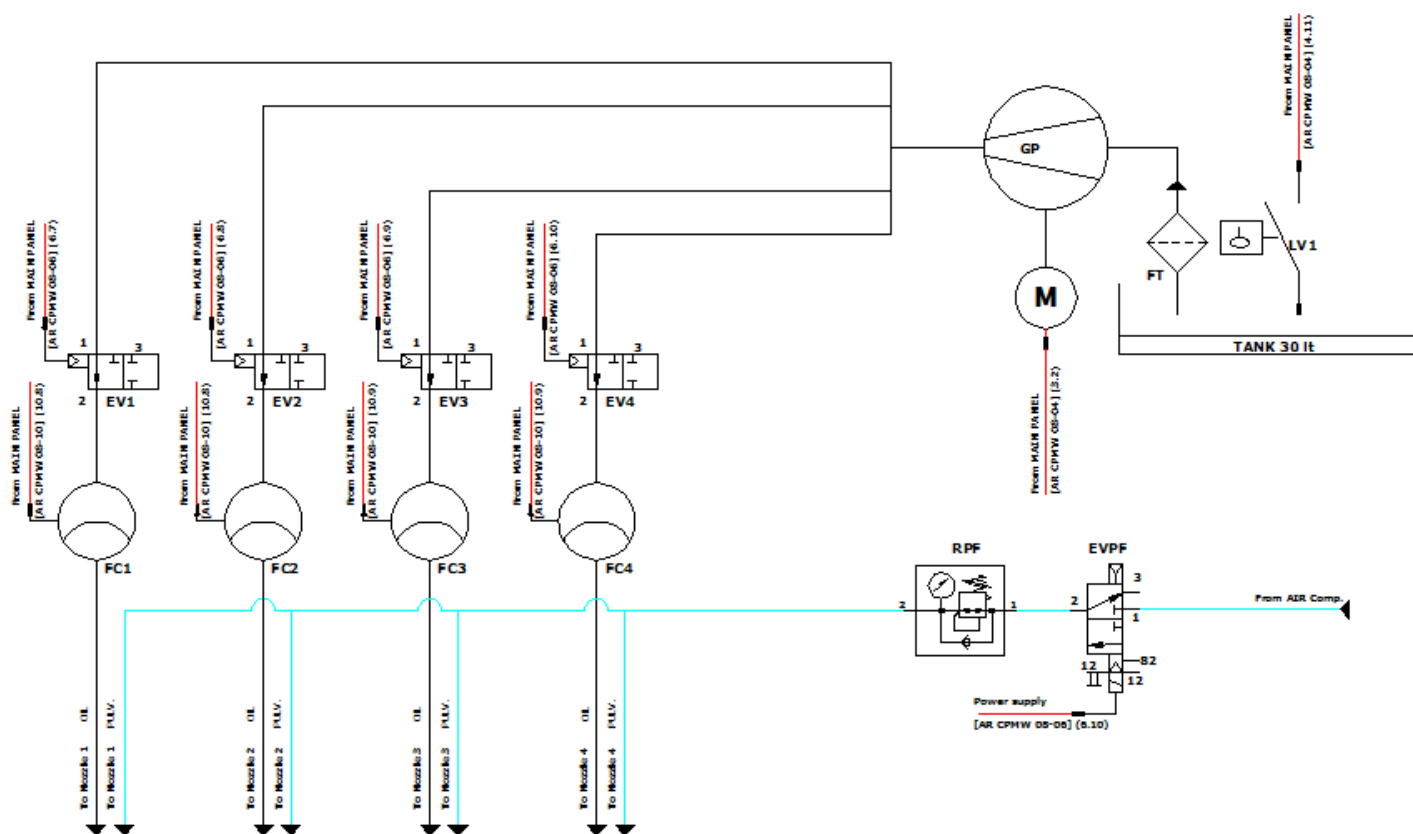 From MAIN PANEL
[AR CPMW 08-04] (4.11)
GP
From MAIN PANEL
[AR CPMW 08-06] (6.7)
From MAIN PANEL
[AR CPMW 08-06] (6.8)
From MAIN PANEL
[AR CPMW 08-06] (6.9)
From MAIN PANEL
[AR CPMW 08-06] (6.10)
LV1
FT
M
TANK 30 lt
1
3
1
3
1
3
1
3
2
EV1
2
EV2
2
EV3
2
EV4
From MAIN PANEL
[AR CPMW 08-10] (10.8)
From MAIN PANEL
[AR CPMW 08-10] (10.8)
From MAIN PANEL
[AR CPMW 08-10] (10.9)
From MAIN PANEL
[AR CPMW 08-10] (10.9)
From MAIN PANEL
[AR CPMW 08-04] (3.2)
FC1
FC2
FC3
FC4
RPF
EVPF
2
1
2
3
1
From AIR Comp.
12
82
12
Power supply
[AR CPMW 08-06] (6.10)
To Nozzle 1 OIL
To Nozzle 1 PULV.
To Nozzle 2 OIL
To Nozzle 2 PULV.
To Nozzle 3 OIL
To Nozzle 3 PULV.
To Nozzle 4 OIL
To Nozzle 4 PULV.